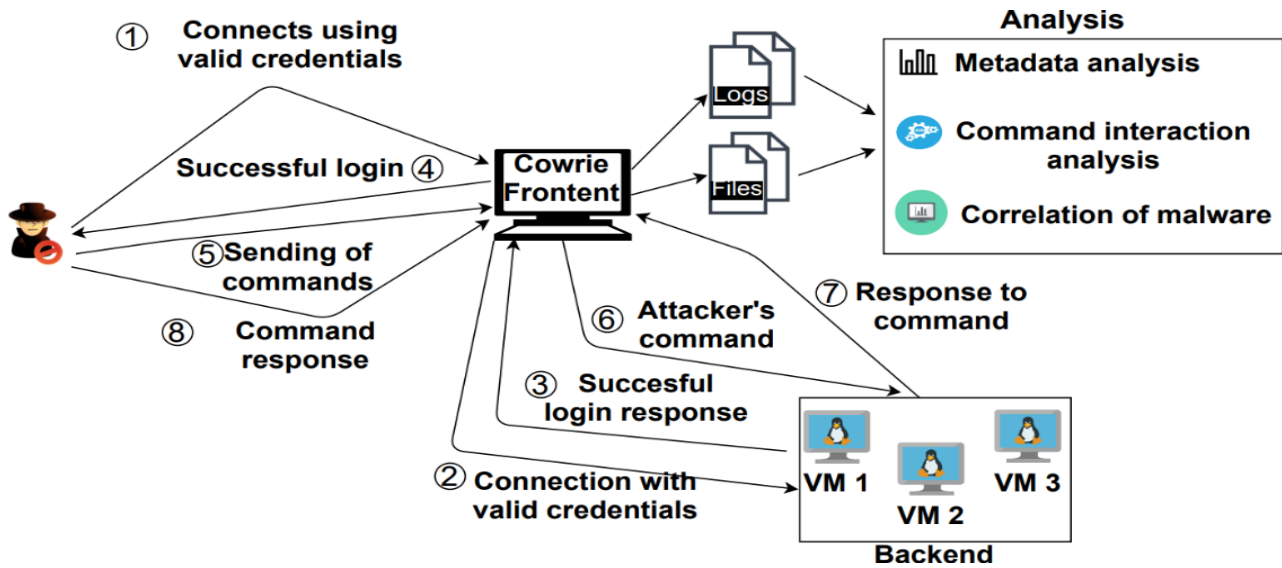 Analysis
① Connects using
valid credentials
Logs
Metadata analysis
Command interaction
analysis
Correlation of malware
Successful login ④
Cowrie
Frontent
Files
⑤ Sending of
commands
⑧ Command
response
⑦ Response to
command
⑥ Attacker's
command
③ Succesful
login response
② Connection with
valid credentials
VM 1
VM 2
VM 3
Backend